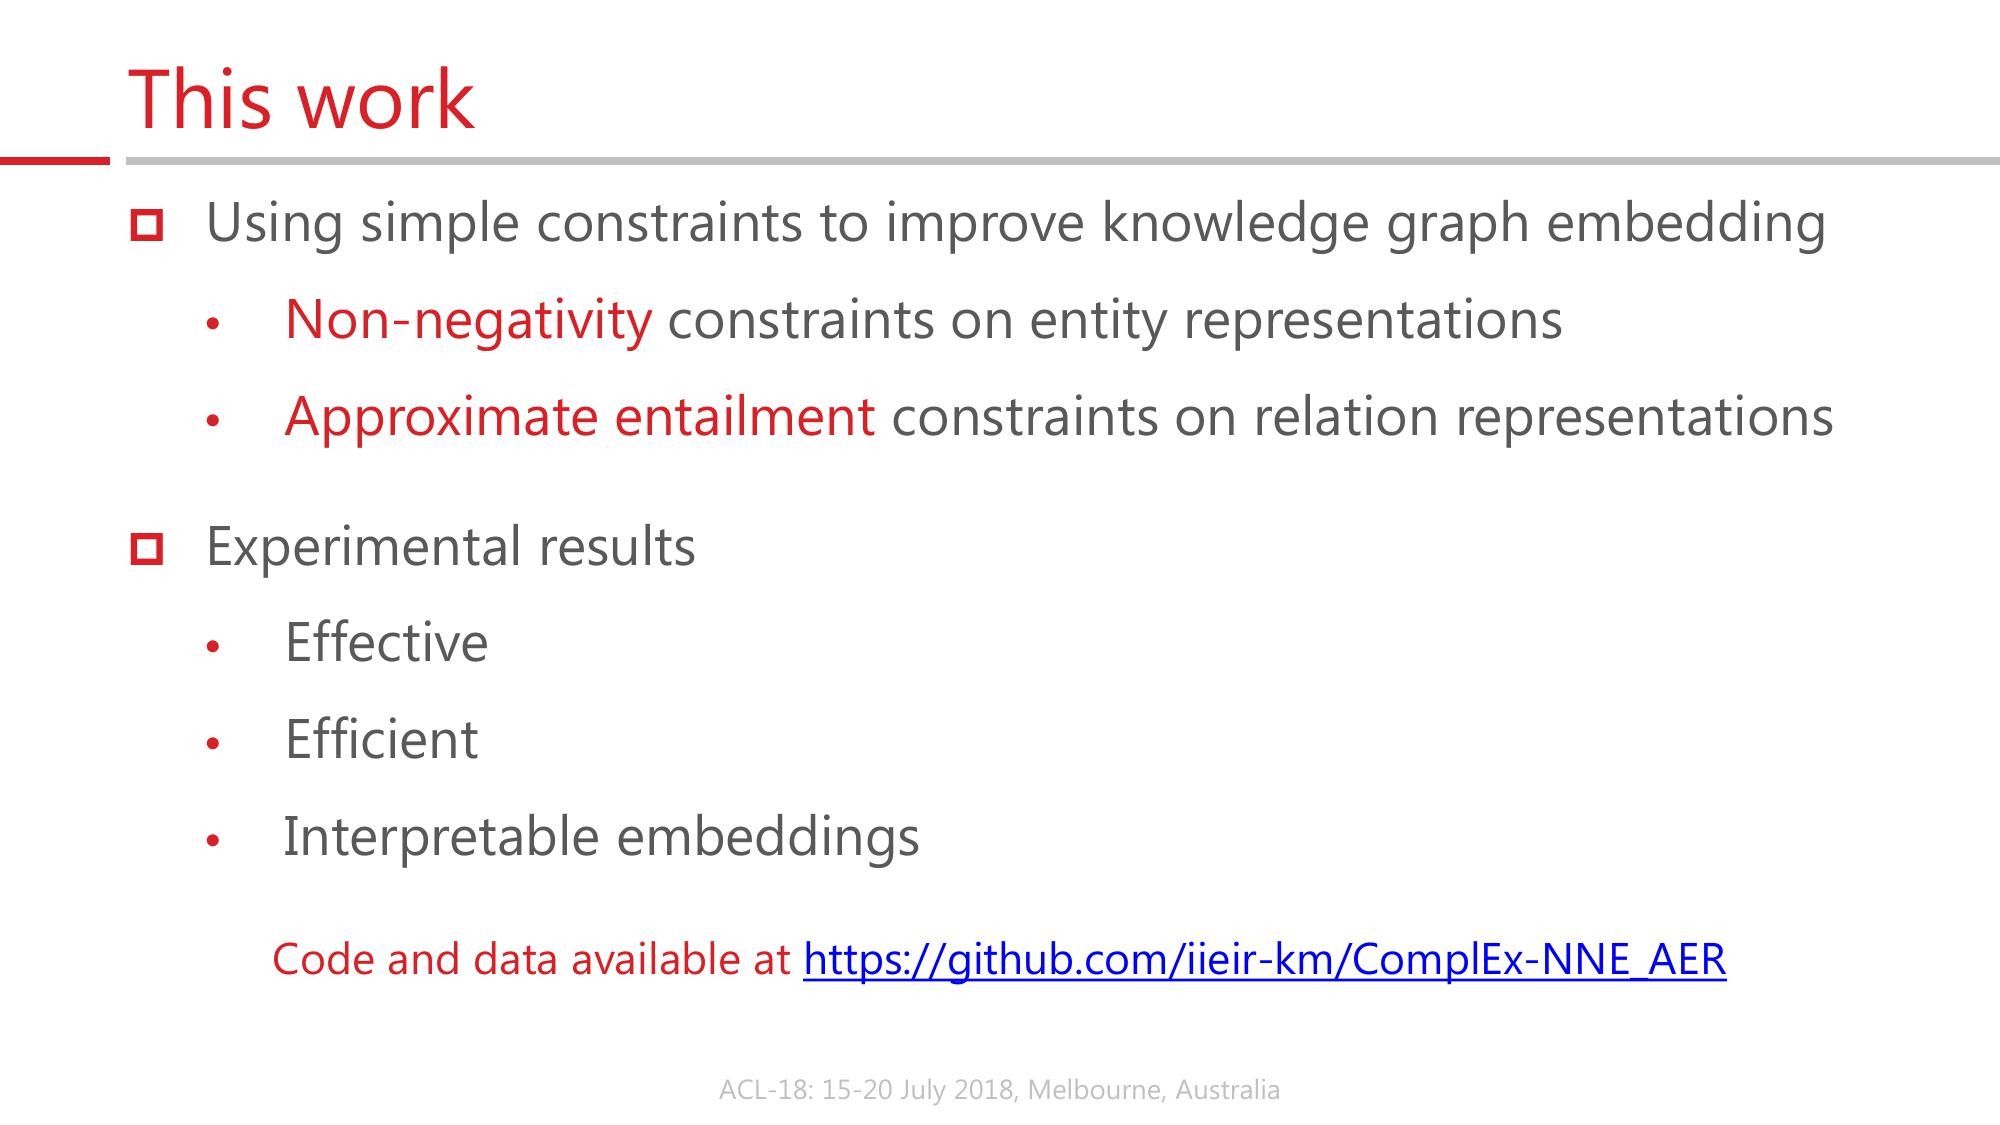 This work
Using simple constraints to improve knowledge graph embedding
• Non-negativity constraints on entity representations
• Approximate entailment constraints on relation representations
Experimental results
• Effective
• Efficient
• Interpretable embeddings
Code and data available at https://github.com/iieir-km/ComplEx-NNE_AER
ACL-18: 15-20 July 2018, Melbourne, Australia